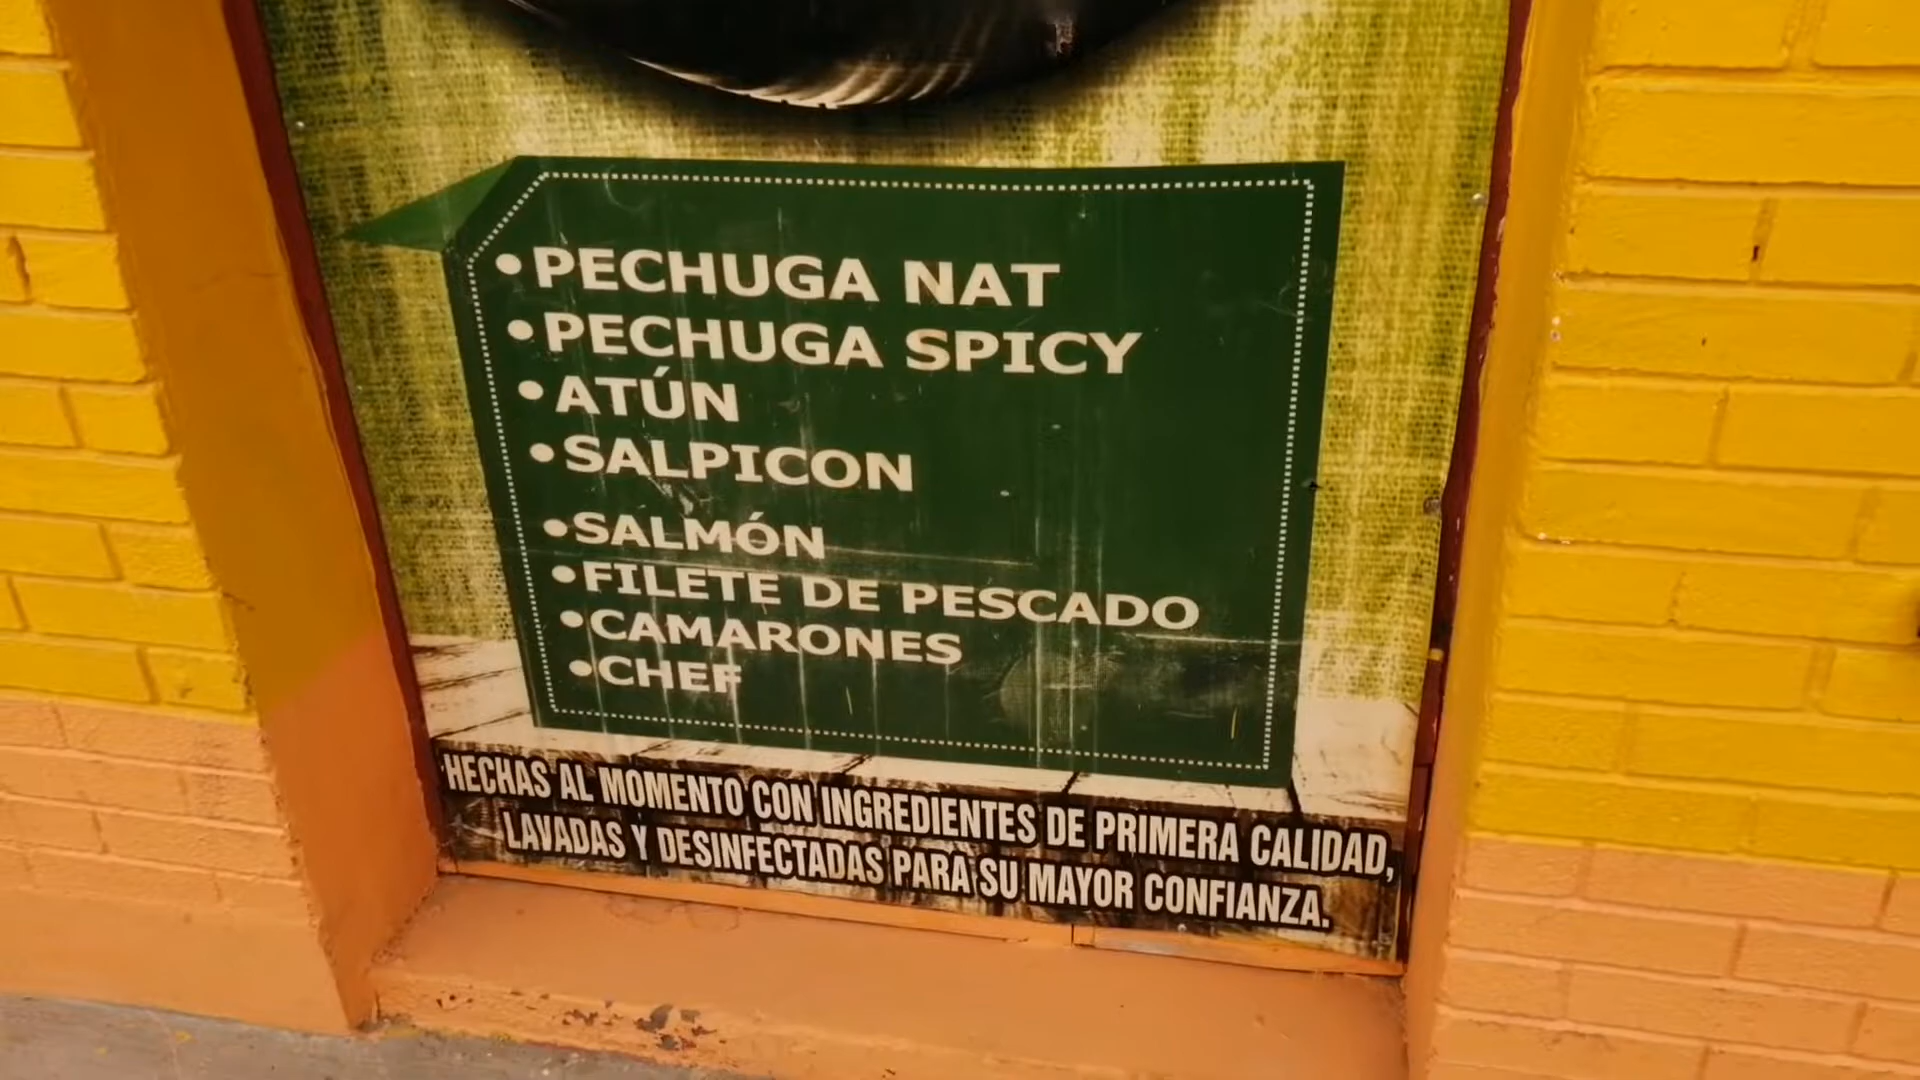 • PECHUGA NAT
• PECHUGA SPICY
• ATÚN
• SALPICON
• SALMÓN
• FILETE DE PESCADO
• CAMARONES
• CHEF
HECHAS AL MOMENTO CON INGREDIENTES DE PRIMERA CALIDAD,
LAVADAS Y DESINFECTADAS PARA SU MAYOR CONFIANZA.